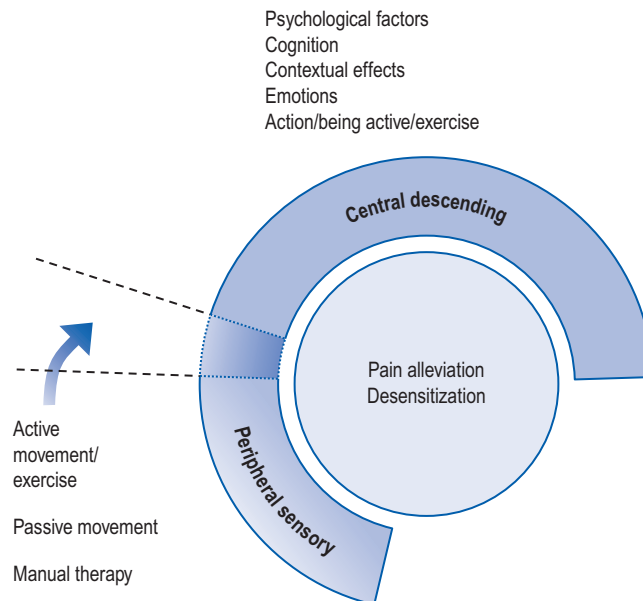 Psychological factors
Cognition
Contextual effects
Emotions
Action/being active/exercise
Central descending
Pain alleviation
Desensitization
Peripheral sensory
Active
movement/
exercise
Passive movement
Manual therapy